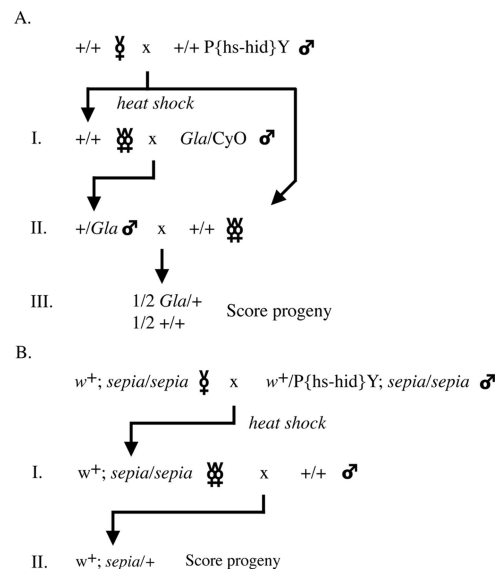 A.
+/+ ☿ x +/+ P{hs-hid}Y ♂
heat shock
I. +/+ x Gla/CyO ♂
II. +/Gla ♂ x +/+
III. 1/2 Gla/+
1/2 +/+
Score progeny
B.
w+; sepia/sepia ☿ x w+/P{hs-hid}Y; sepia/sepia ♂
heat shock
I. w+; sepia/sepia x +/+ ♂
II. w+; sepia/+ Score progeny